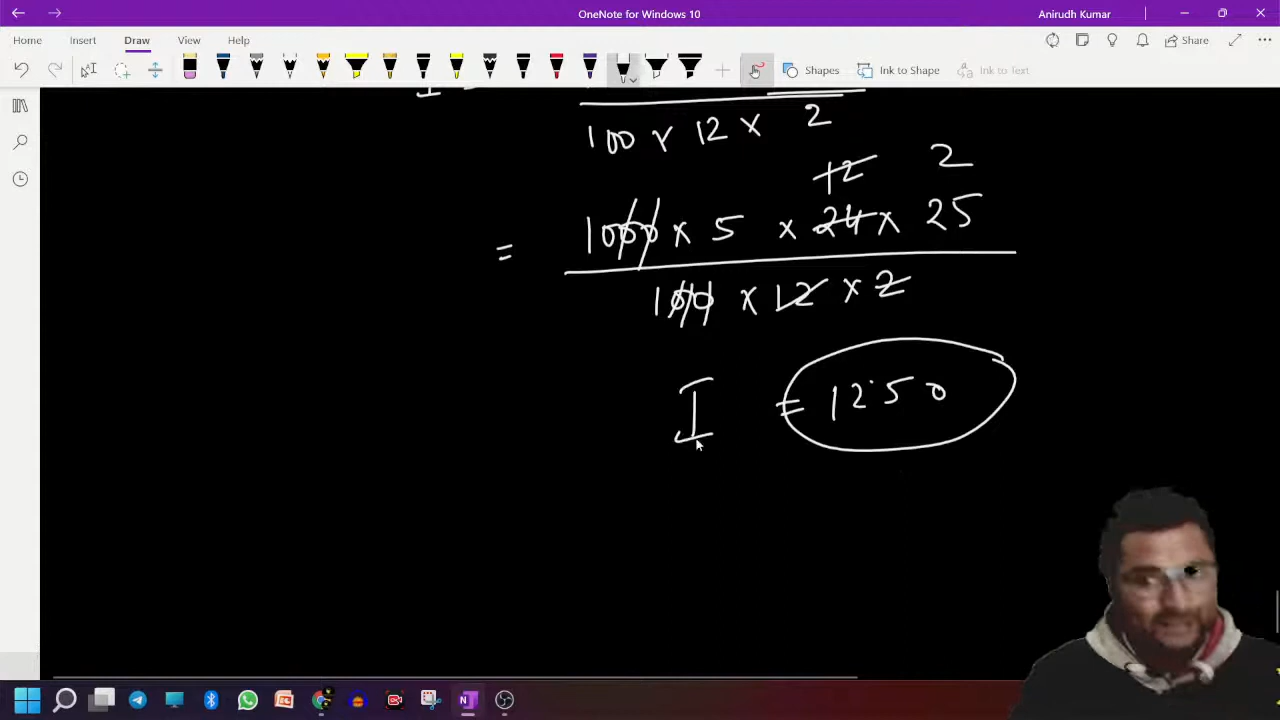 OneNote for Windows 10
Anirudh Kumar
Home Insert Draw View Help
Share
Shapes
Ink to Shape
Ink to Text
100 x 12 x 2
12 2
1000 x 5 x 24 x 25
=
100 x 12 x 2
I = 1250